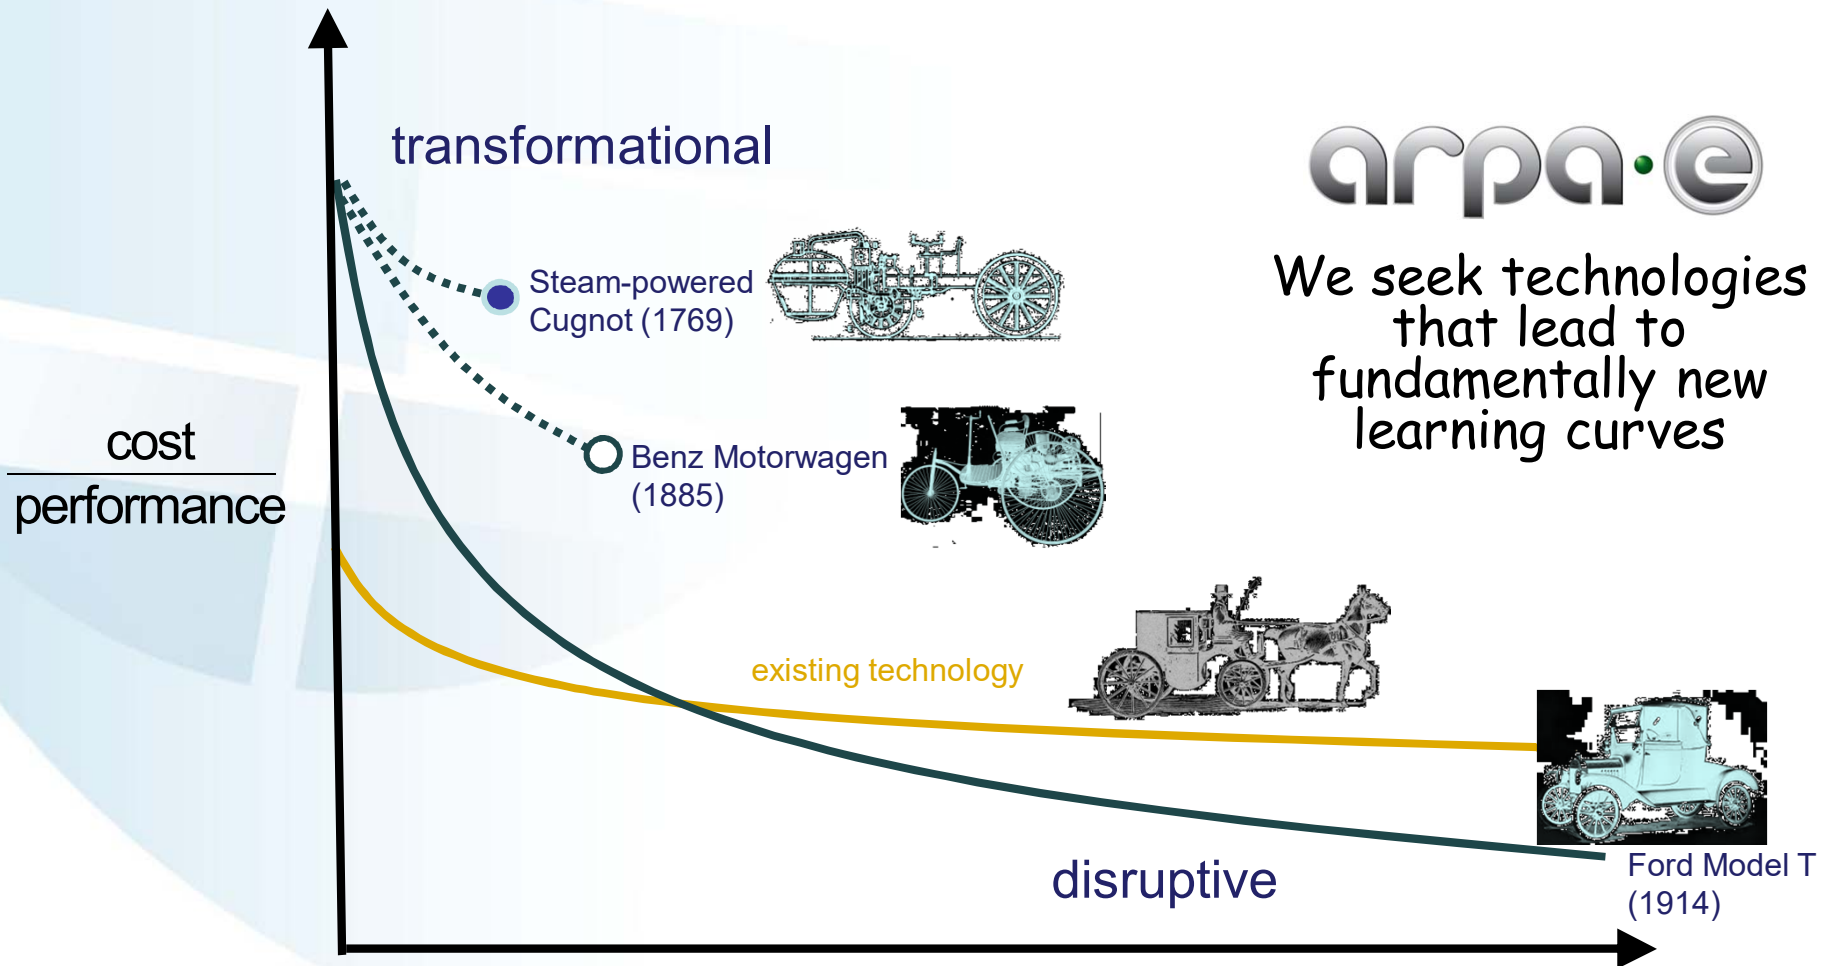 transformational
arpa·e
We seek technologies
that lead to
fundamentally new
learning curves
Steam-powered
Cugnot (1769)
cost
performance
Benz Motorwagen
(1885)
existing technology
disruptive
Ford Model T
(1914)